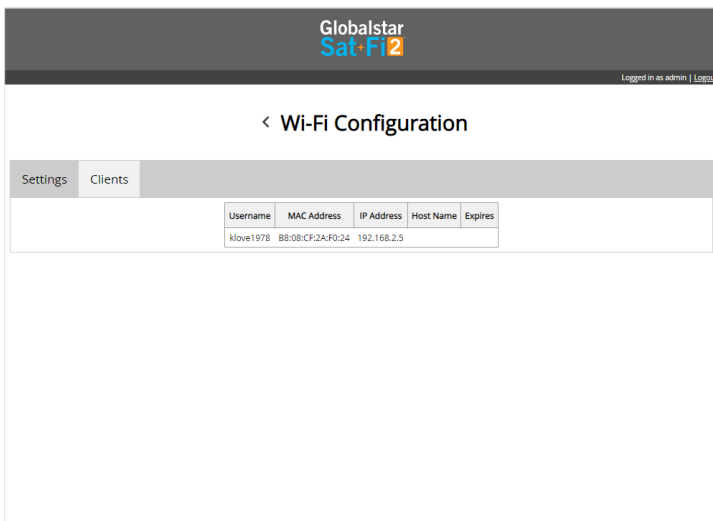 Globalstar
Sat+Fi2
Logged in as admin | Logou
< Wi-Fi Configuration
Settings Clients
Username MAC Address IP Address Host Name Expires
klove1978 B8:08:CF:2A:F0:24 192.168.2.5